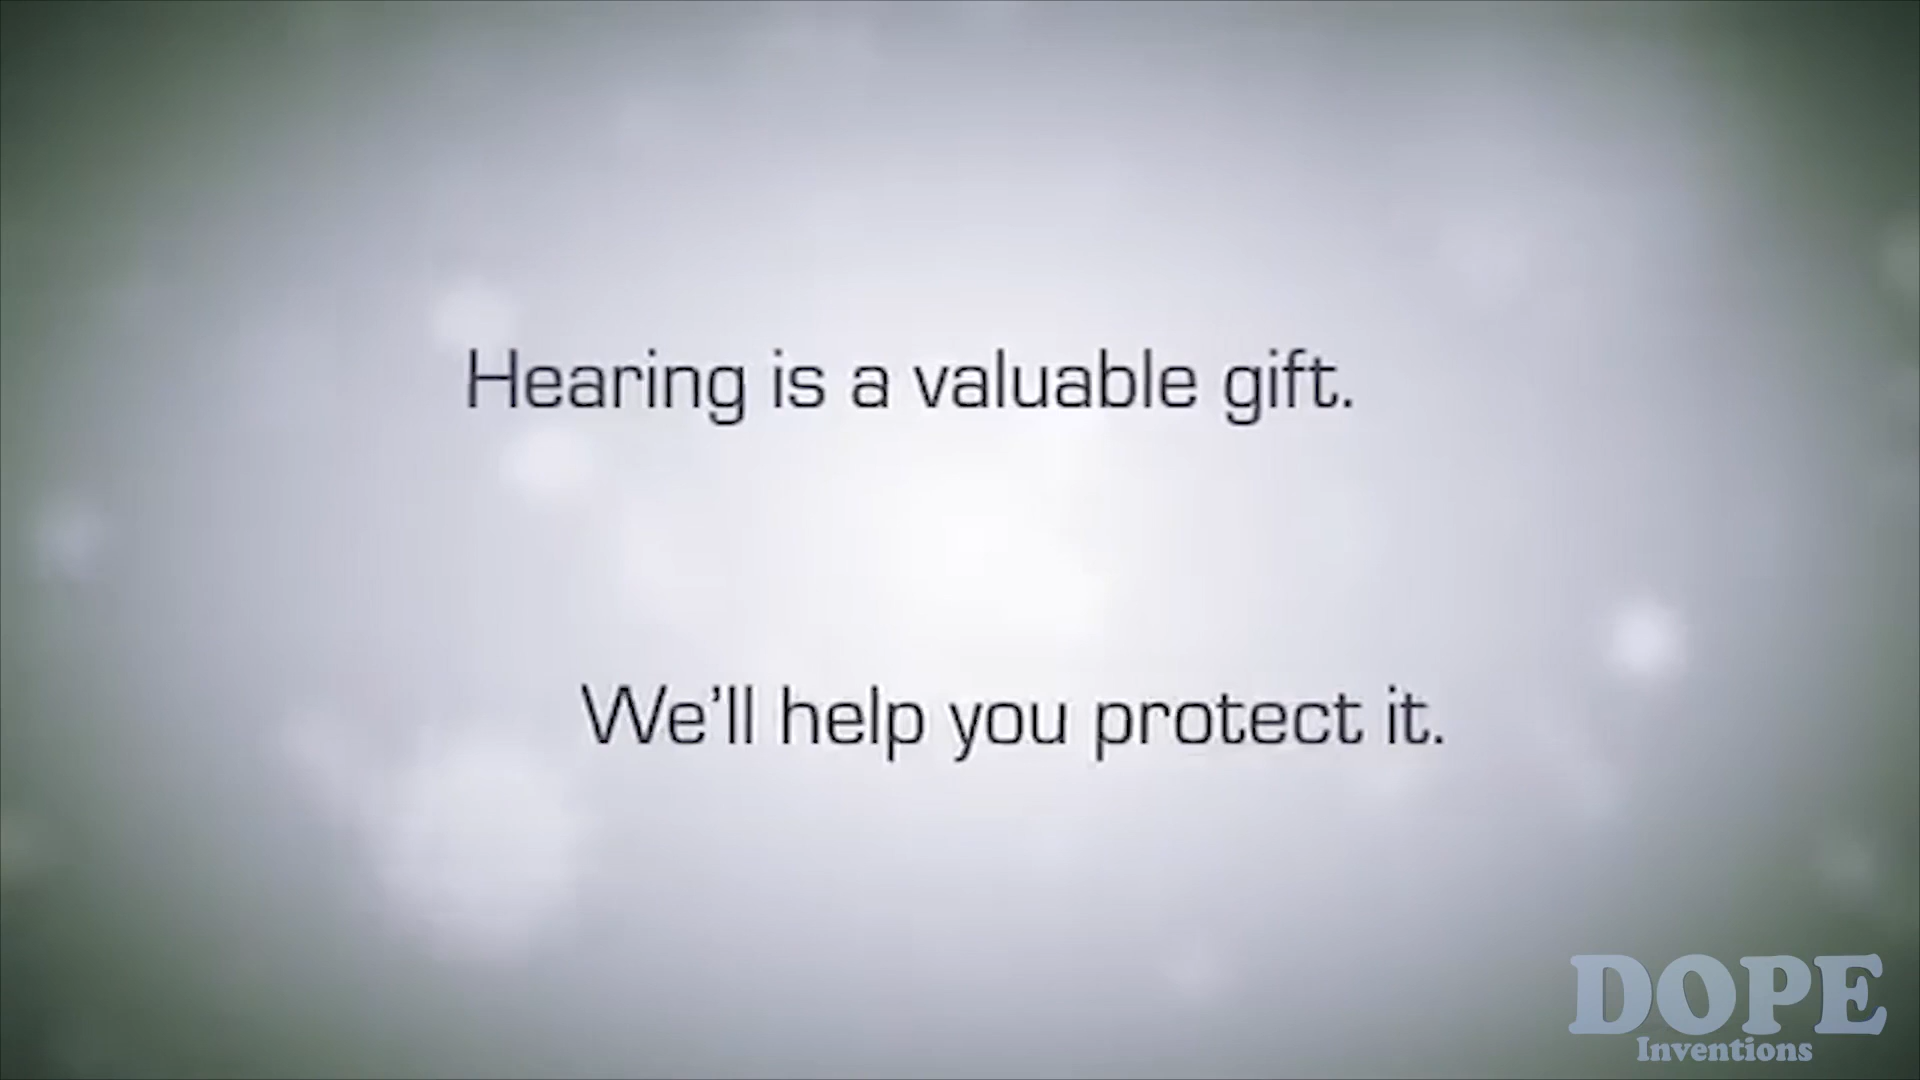 Hearing is a valuable gift.
We'll help you protect it.
DOPE
Inventions